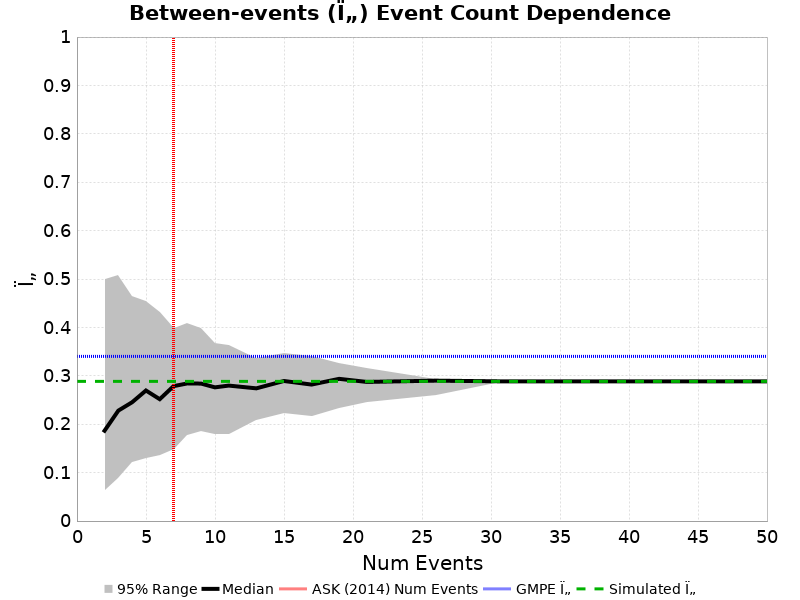 Between-events (Ï„) Event Count Dependence
1
0.9
0.8
0.7
0.6
0.5
0.4
0.3
0.2
0.1
0
Ï„
0 5 10 15 20 25 30 35 40 45 50
Num Events
95% Range Median ASK (2014) Num Events GMPE Ï„ Simulated Ï„